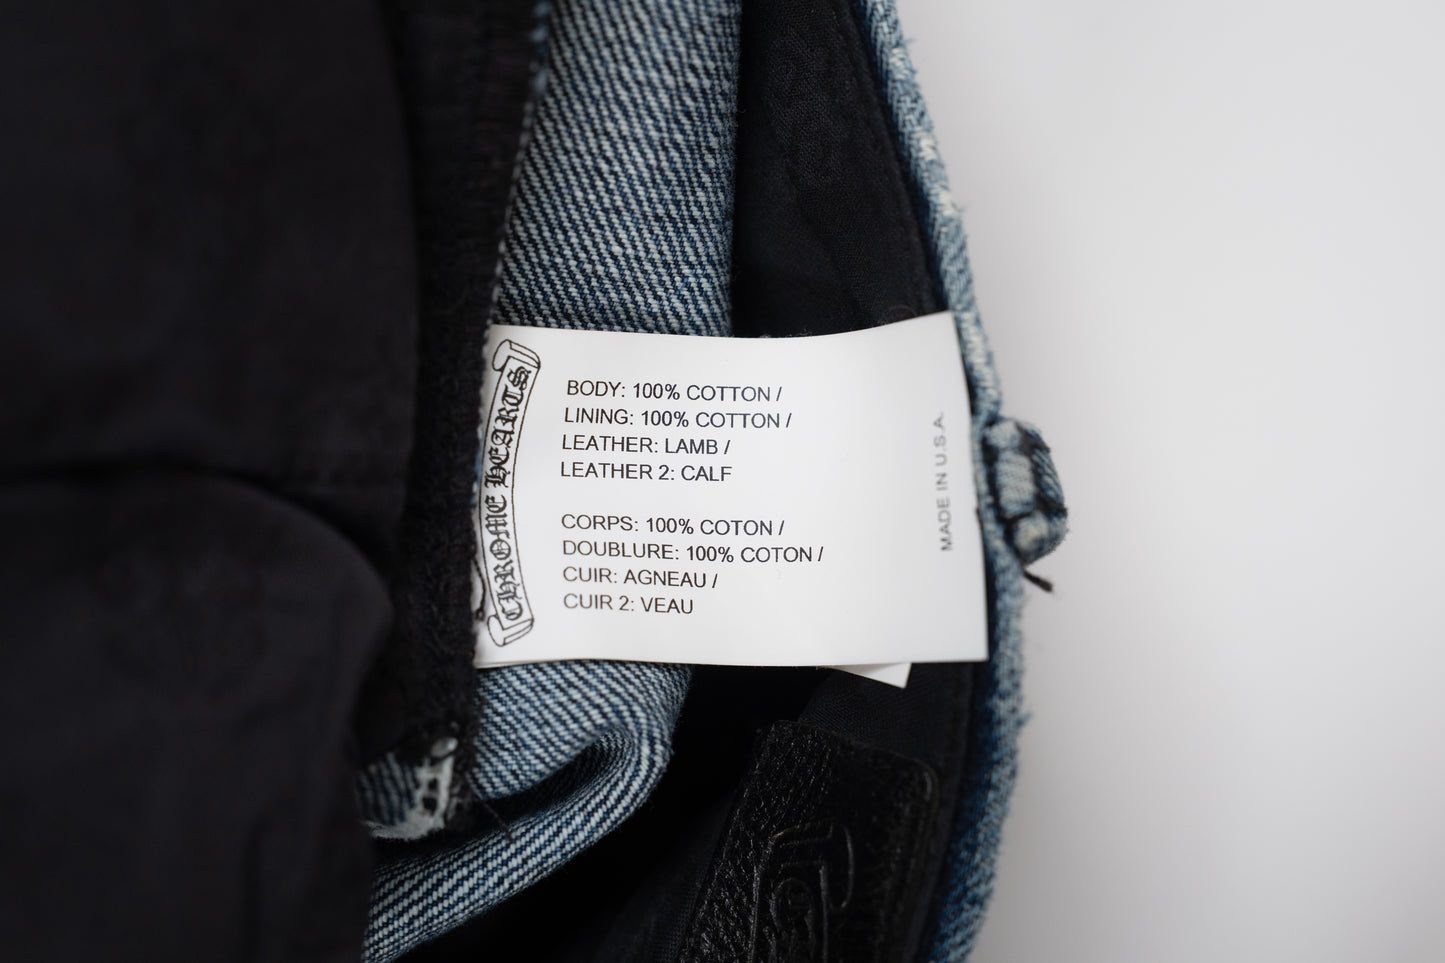 CHROME HEARTS
BODY: 100% COTTON /
LINING: 100% COTTON /
LEATHER: LAMB /
LEATHER 2: CALF
CORPS: 100% COTON /
DOUBLURE: 100% COTON /
CUIR: AGNEAU /
CUIR 2: VEAU
MADE IN U.S.A.